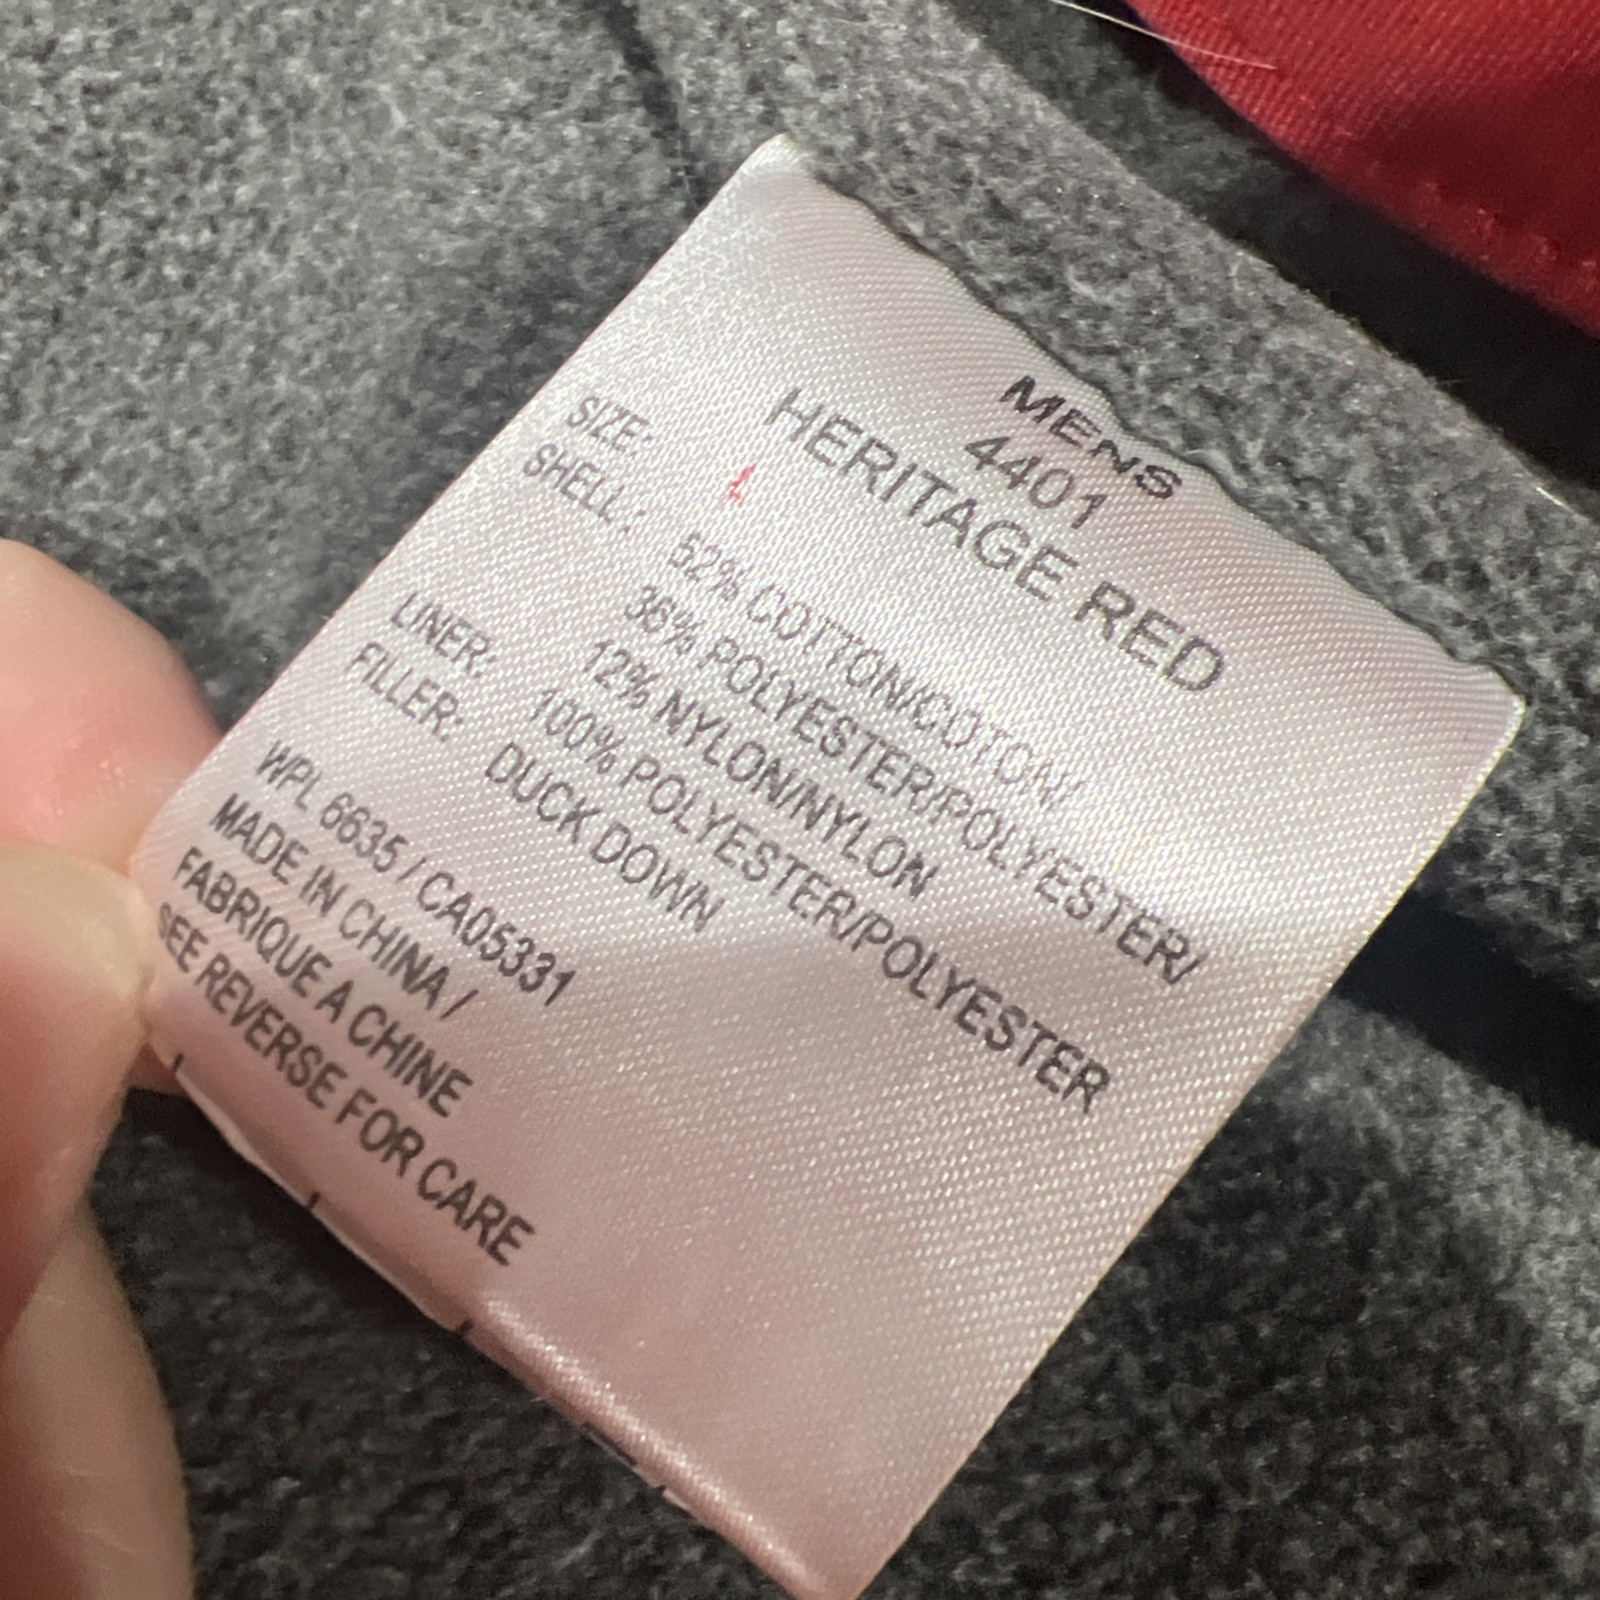 MENS
4401
HERITAGE RED
SIZE: L
SHELL: 52% COTTON/COTON/
36% POLYESTER/POLYESTER/
12% NYLON/NYLON
LINER: 100% POLYESTER/POLYESTER
FILLER: DUCK DOWN
WPL 6635 / CA05331
MADE IN CHINA /
FABRIQUE A CHINE
SEE REVERSE FOR CARE